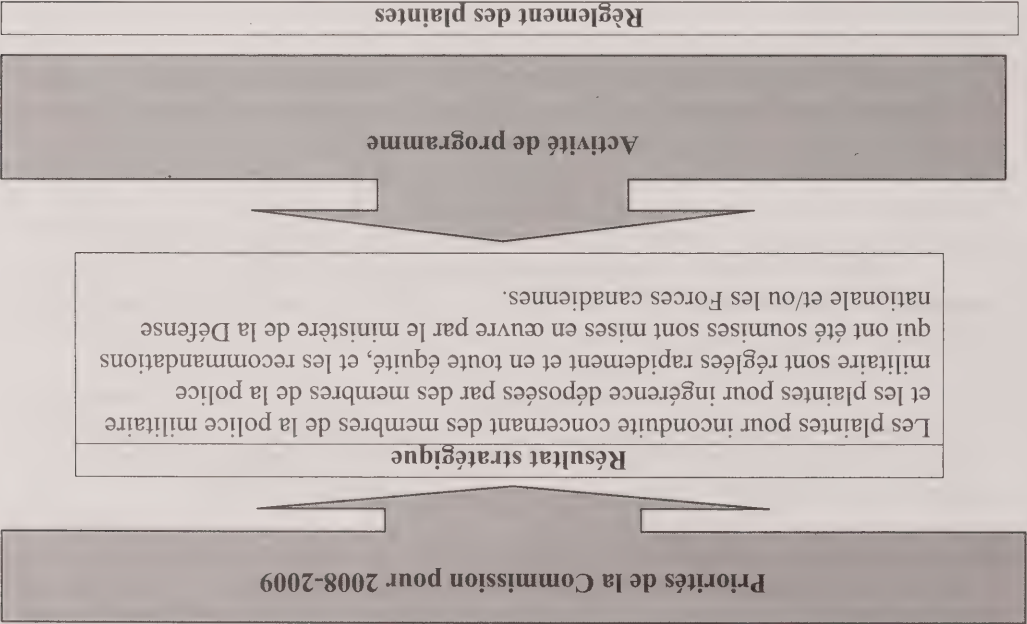 Priorités de la Commission pour 2008-2009
Résultat stratégique
Les plaintes pour inconduite concernant des membres de la police militaire
et les plaintes pour ingérence déposées par des membres de la police
militaire sont réglées rapidement et en toute équité, et les recommandations
qui ont été soumises sont mises en œuvre par le ministère de la Défense
nationale et/ou les Forces canadiennes.
Activité de programme
Règlement des plaintes